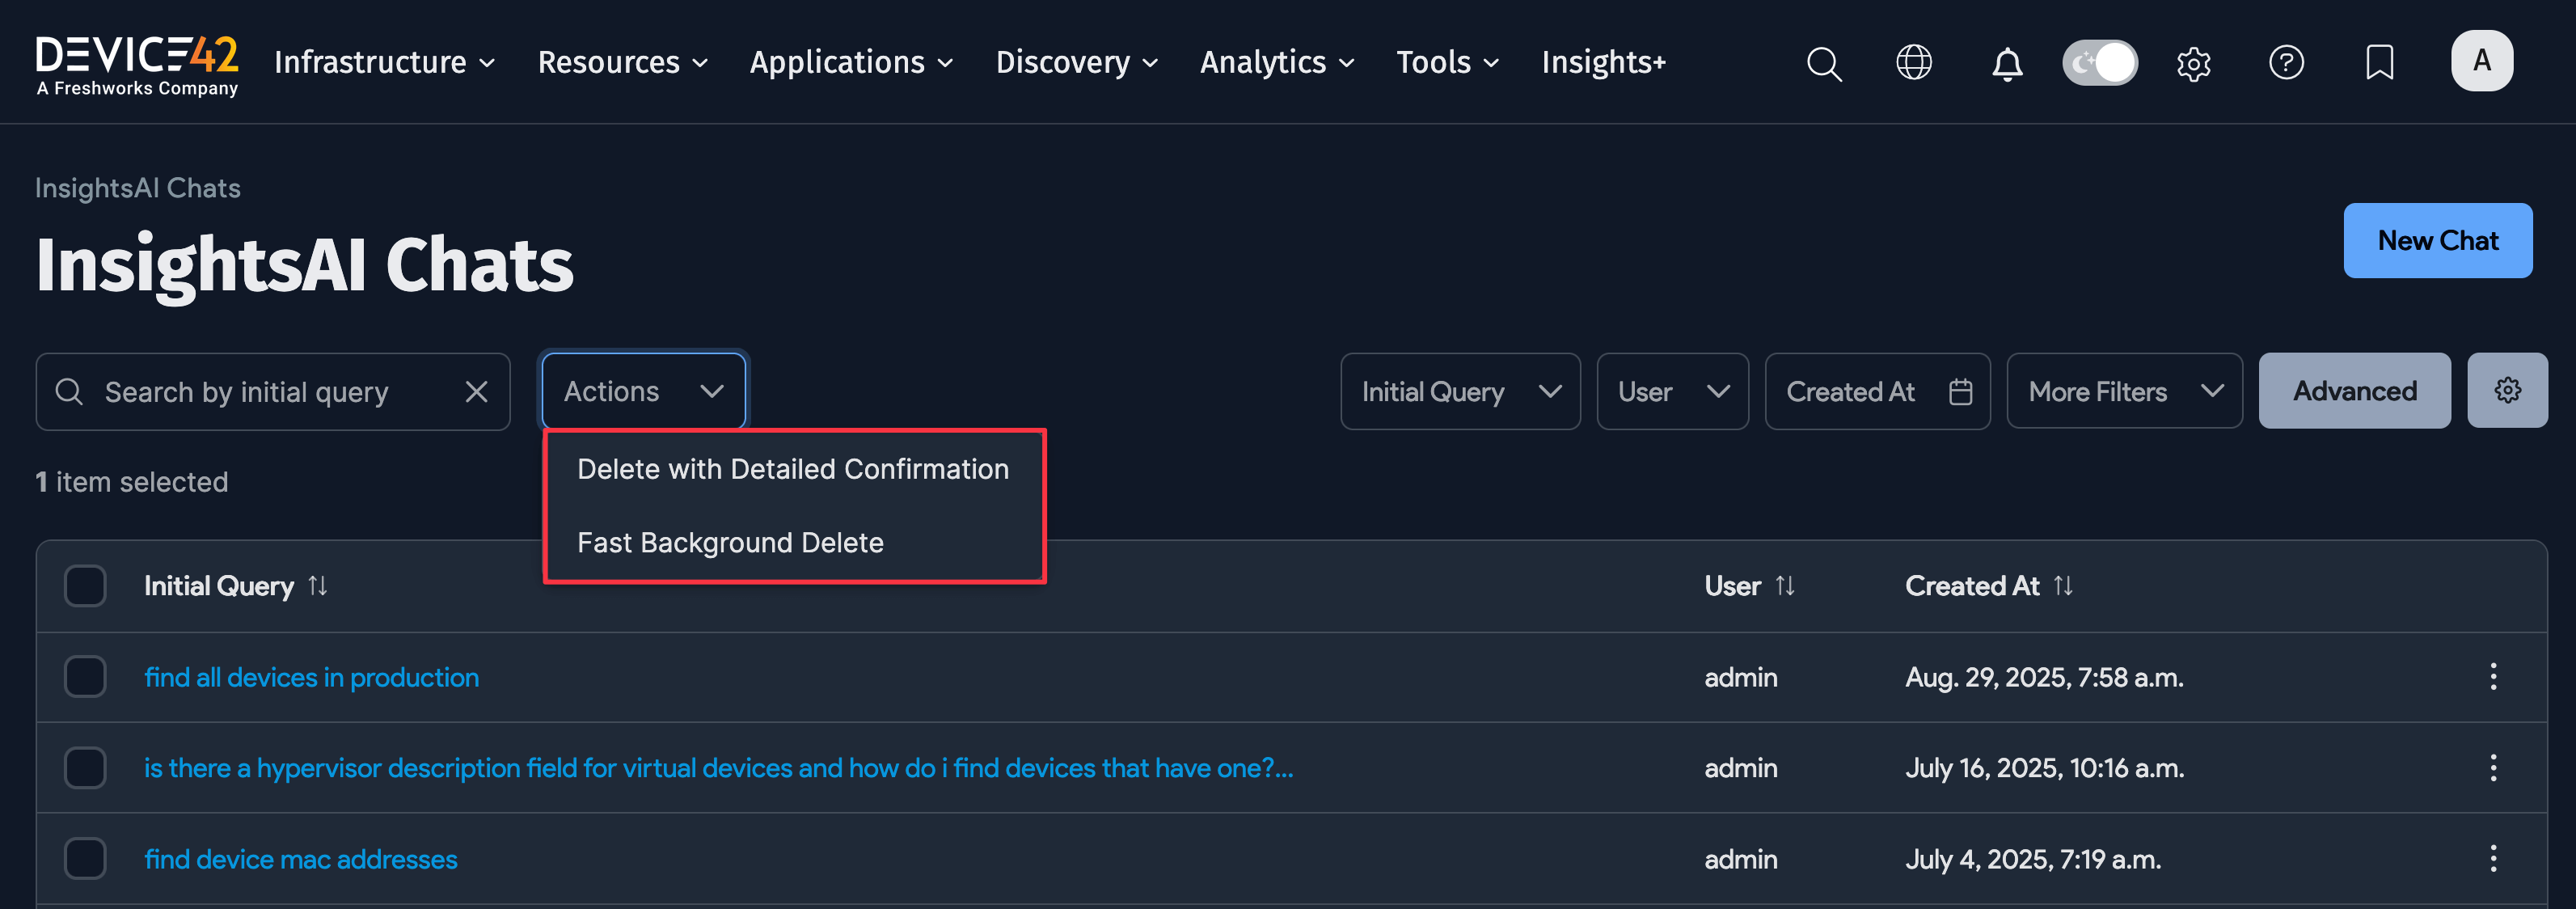 DEVICE42
A Freshworks Company
Infrastructure Resources Applications Discovery Analytics Tools Insights+
A
InsightsAI Chats
InsightsAI Chats
New Chat
Search by initial query
Actions
Initial Query
User
Created At
More Filters
Advanced
Delete with Detailed Confirmation
Fast Background Delete
1 item selected
Initial Query User Created At
find all devices in production admin Aug. 29, 2025, 7:58 a.m.
is there a hypervisor description field for virtual devices and how do i find devices that have one?... admin July 16, 2025, 10:16 a.m.
find device mac addresses admin July 4, 2025, 7:19 a.m.